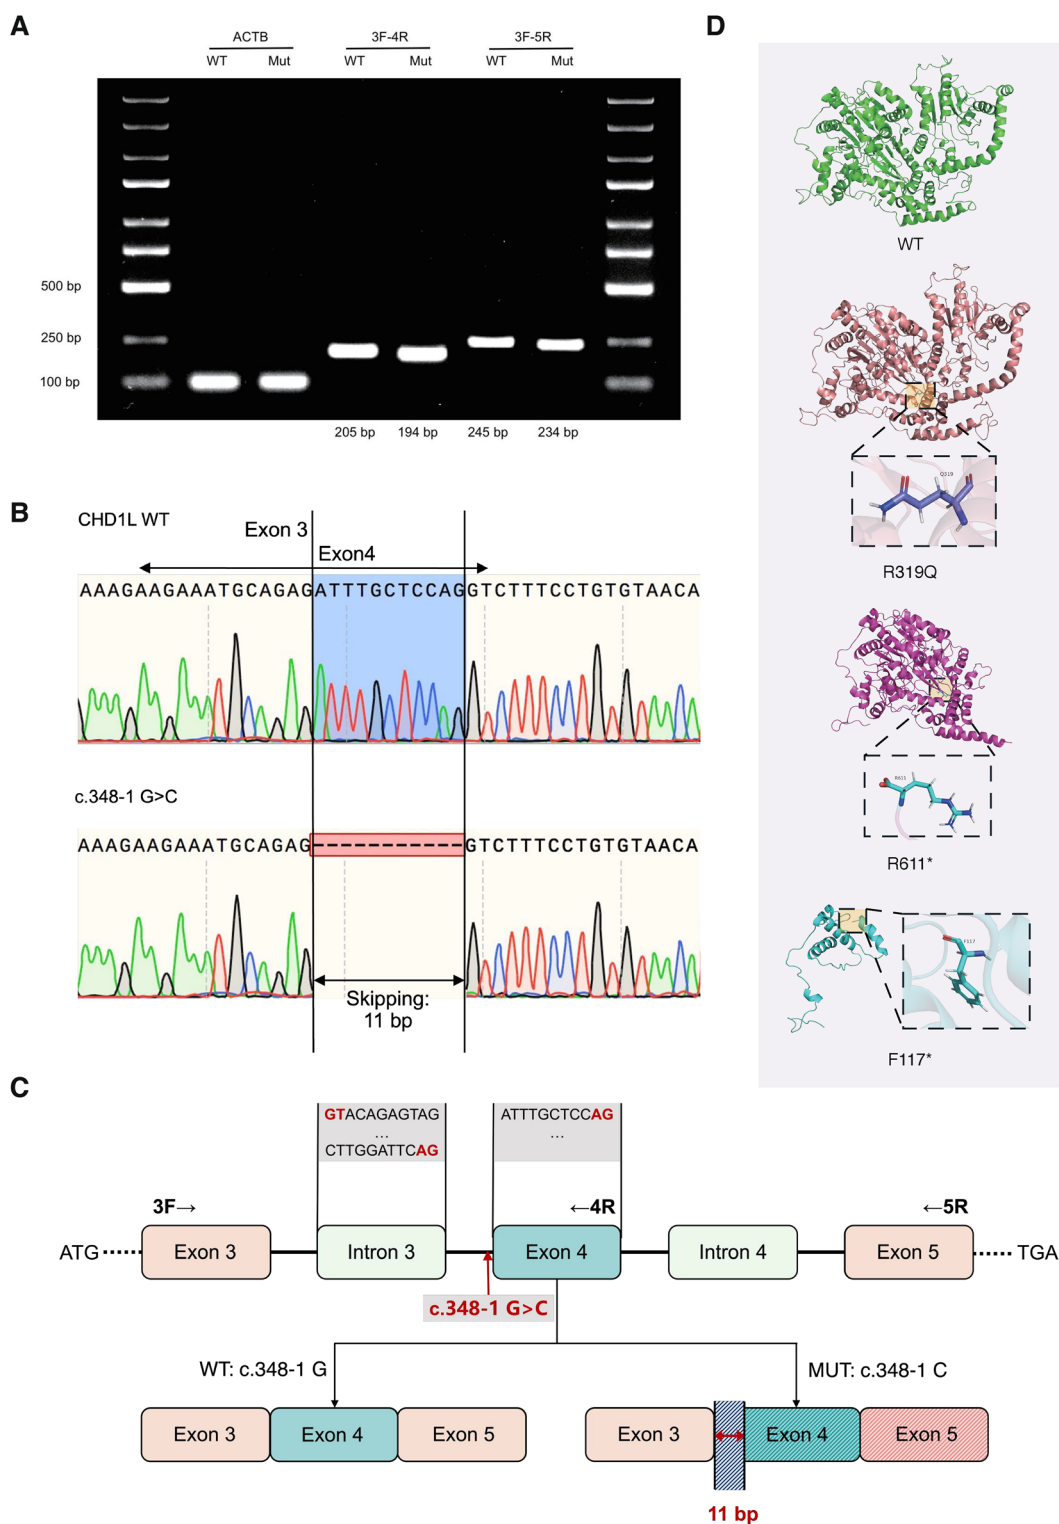 A
ACTB
3F-4R
3F-5R
WT
Mut
WT
Mut
WT
Mut
500 bp
250 bp
100 bp
205 bp
194 bp
245 bp
234 bp
B
CHD1L WT
Exon 3
Exon4
AAAGAAGAAATGCAGAGATTTGCTCCAGGTCTTTCCTGTGTAACA
c.348-1 G>C
AAAGAAGAAATGCAGAG-----------GTCTTTCCTGTGTAACA
Skipping:
11 bp
C
GTACAGAGTAG
...
CTTGGATTCAG
ATTTGCTCCAG
...
3F→
←4R
←5R
ATG
Exon 3
Intron 3
Exon 4
Intron 4
Exon 5
TGA
c.348-1 G>C
WT: c.348-1 G
MUT: c.348-1 C
Exon 3
Exon 4
Exon 5
Exon 3
Exon 4
Exon 5
11 bp
D
WT
Q319
R319Q
R611
R611*
F117
F117*